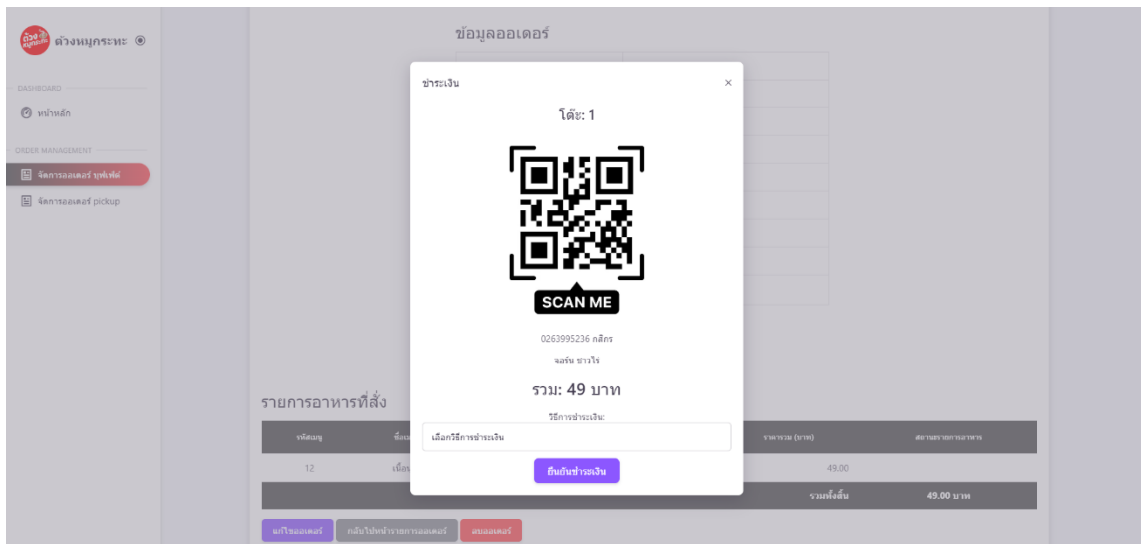 ด้วงหมูกระทะ
DASHBOARD
หน้าหลัก
ORDER MANAGEMENT
จัดการออเดอร์ บุฟเฟ่ต์
จัดการออเดอร์ pickup
ข้อมูลออเดอร์
ชำระเงิน
×
โต๊ะ: 1
SCAN ME
0263995236 กสิกร
จอร์น ชาวไร่
รวม: 49 บาท
วิธีการชำระเงิน:
เลือกวิธีการชำระเงิน
ยืนยันชำระเงิน
รายการอาหารที่สั่ง
รหัสเมนู ราคารวม (บาท) สถานะรายการอาหาร
12 49.00
รวมทั้งสิ้น 49.00 บาท
แก้ไขออเดอร์ กลับไปหน้ารายการออเดอร์ ลบออเดอร์